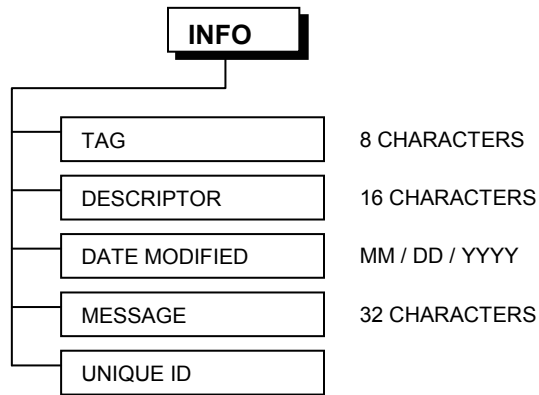 INFO
TAG 8 CHARACTERS
DESCRIPTOR 16 CHARACTERS
DATE MODIFIED MM / DD / YYYY
MESSAGE 32 CHARACTERS
UNIQUE ID